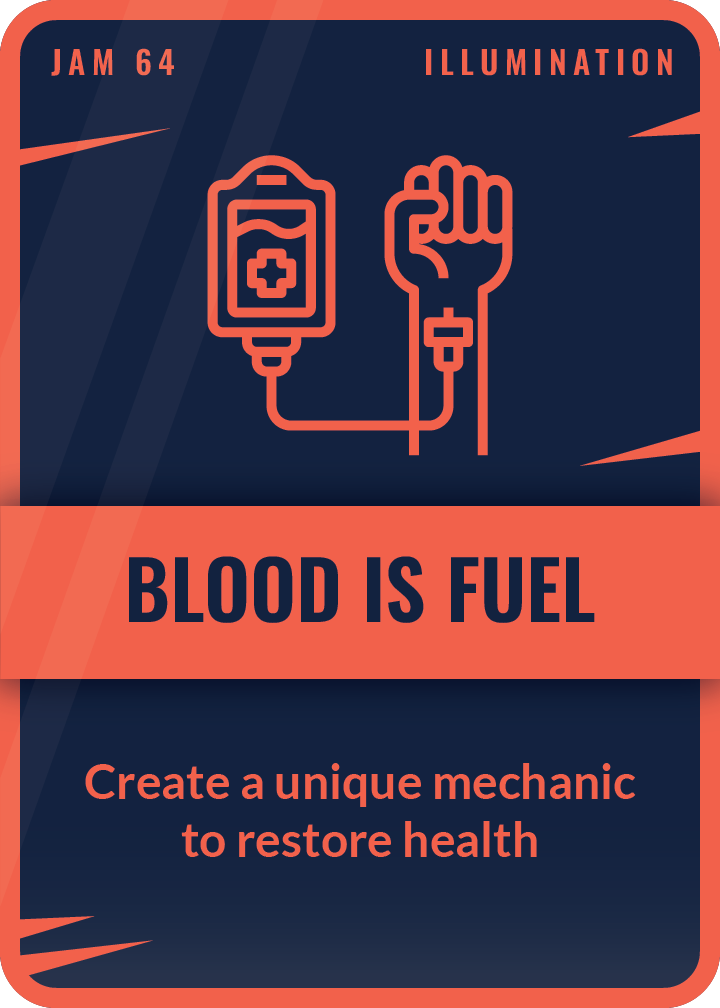 JAM 64
ILLUMINATION
BLOOD IS FUEL
Create a unique mechanic
to restore health